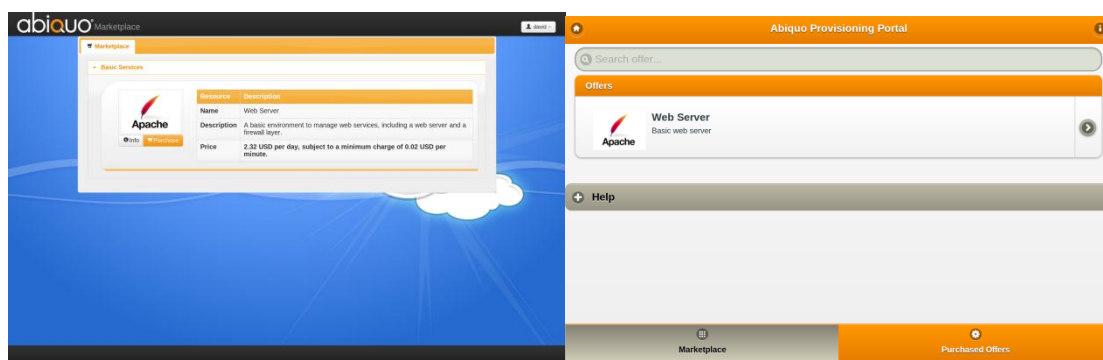 abiquo Marketplace
david
Marketplace
Basic Services
Resource Description
Name Web Server
Description A basic environment to manage web services, including a web server and a
firewall layer.
Price 2.32 USD per day, subject to a minimum charge of 0.02 USD per
minute.
Apache
Info Purchase
Abiquo Provisioning Portal
Search offer...
Offers
Web Server
Basic web server
Apache
Help
Marketplace
Purchased Offers